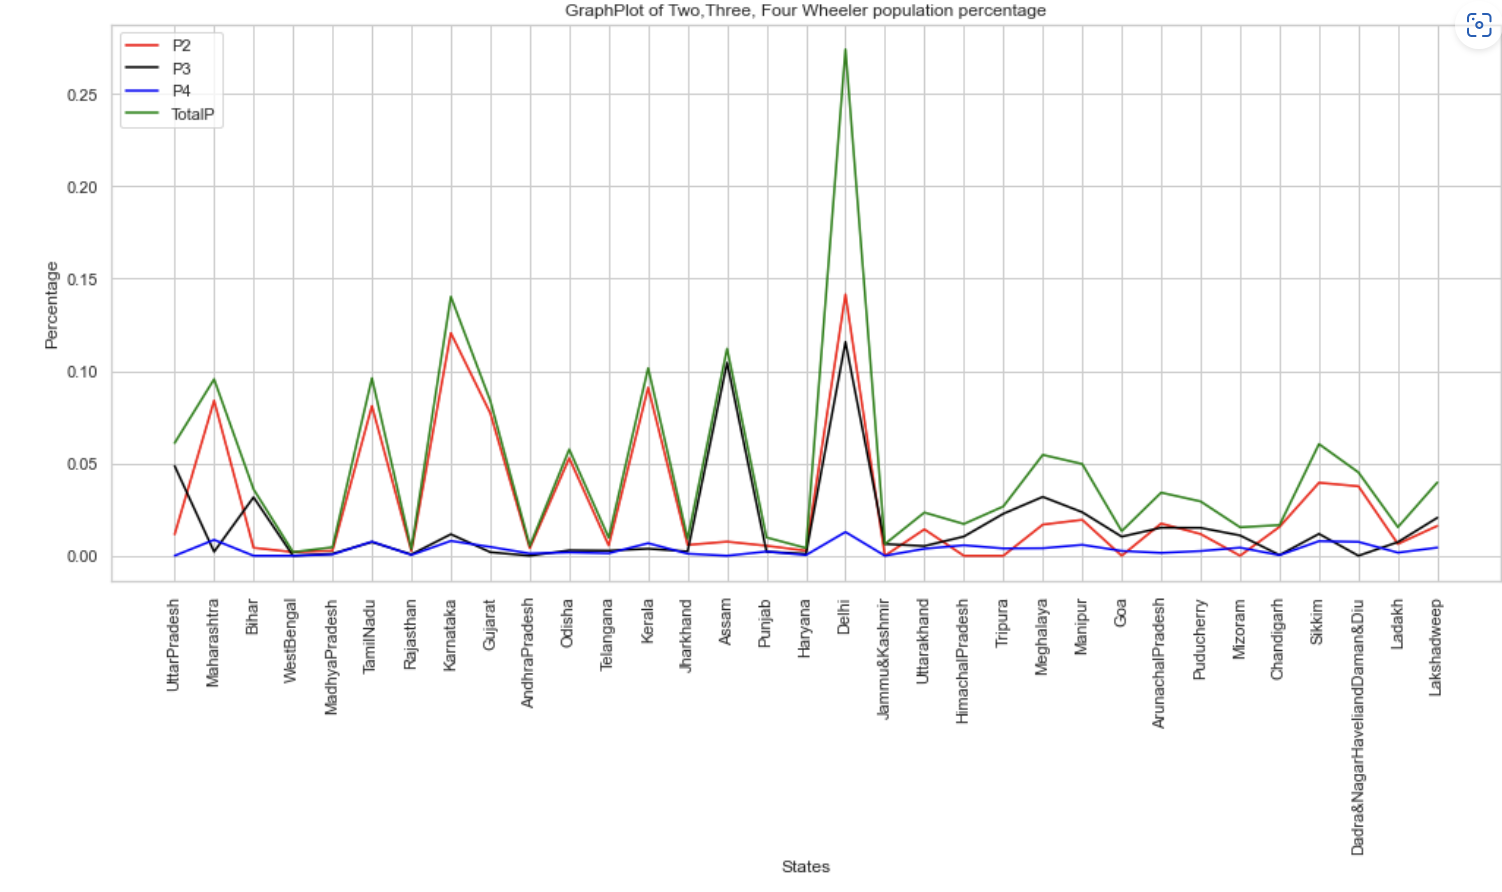 GraphPlot of Two,Three, Four Wheeler population percentage
P2
P3
P4
TotalP
0.25
0.20
0.15
0.10
0.05
0.00
Percentage
UttarPradesh
Maharashtra
Bihar
WestBengal
MadhyaPradesh
TamilNadu
Rajasthan
Karnataka
Gujarat
AndhraPradesh
Odisha
Telangana
Kerala
Jharkhand
Assam
Punjab
Haryana
Delhi
Jammu&Kashmir
Uttarakhand
HimachalPradesh
Tripura
Meghalaya
Manipur
Goa
ArunachalPradesh
Puducherry
Mizoram
Chandigarh
Sikkim
Dadra&NagarHaveliandDaman&Diu
Ladakh
Lakshadweep
States